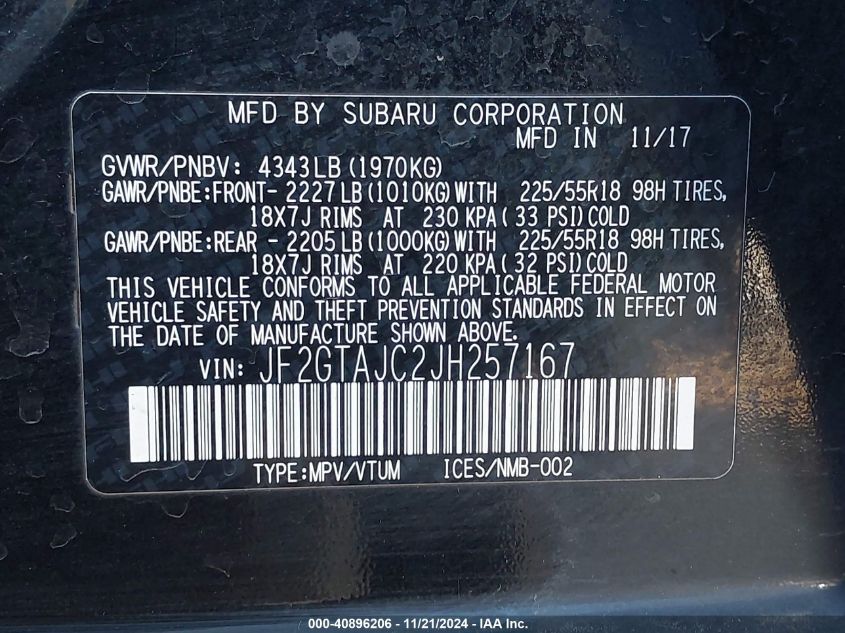 MFD BY SUBARU CORPORATION
MFD IN 11/17
GVWR/PNBV: 4343LB (1970KG)
GAWR/PNBE:FRONT- 2227LB (1010KG) WITH 225/55R18 98H TIRES,
18X7J RIMS AT 230 KPA ( 33 PSI) COLD
GAWR/PNBE:REAR - 2205LB (1000KG) WITH 225/55R18 98H TIRES,
18X7J RIMS AT 220 KPA ( 32 PSI) COLD
THIS VEHICLE CONFORMS TO ALL APPLICABLE FEDERAL MOTOR
VEHICLE SAFETY AND THEFT PREVENTION STANDARDS IN EFFECT ON
THE DATE OF MANUFACTURE SHOWN ABOVE.
VIN: JF2GTAJC2JH257167
TYPE:MPV/VTUM ICES/NMB-002
000-40896206 - 11/21/2024 - IAA Inc.